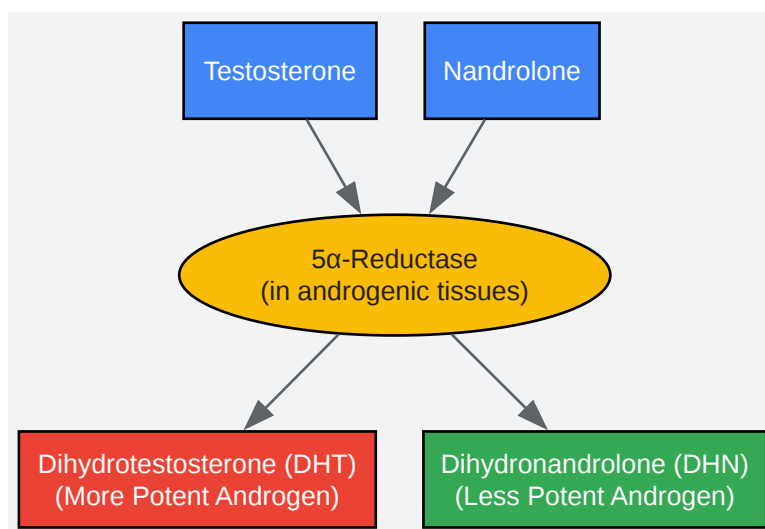 Testosterone
Nandrolone
5α-Reductase
(in androgenic tissues)
Dihydrotestosterone (DHT)
(More Potent Androgen)
Dihydronandrolone (DHN)
(Less Potent Androgen)